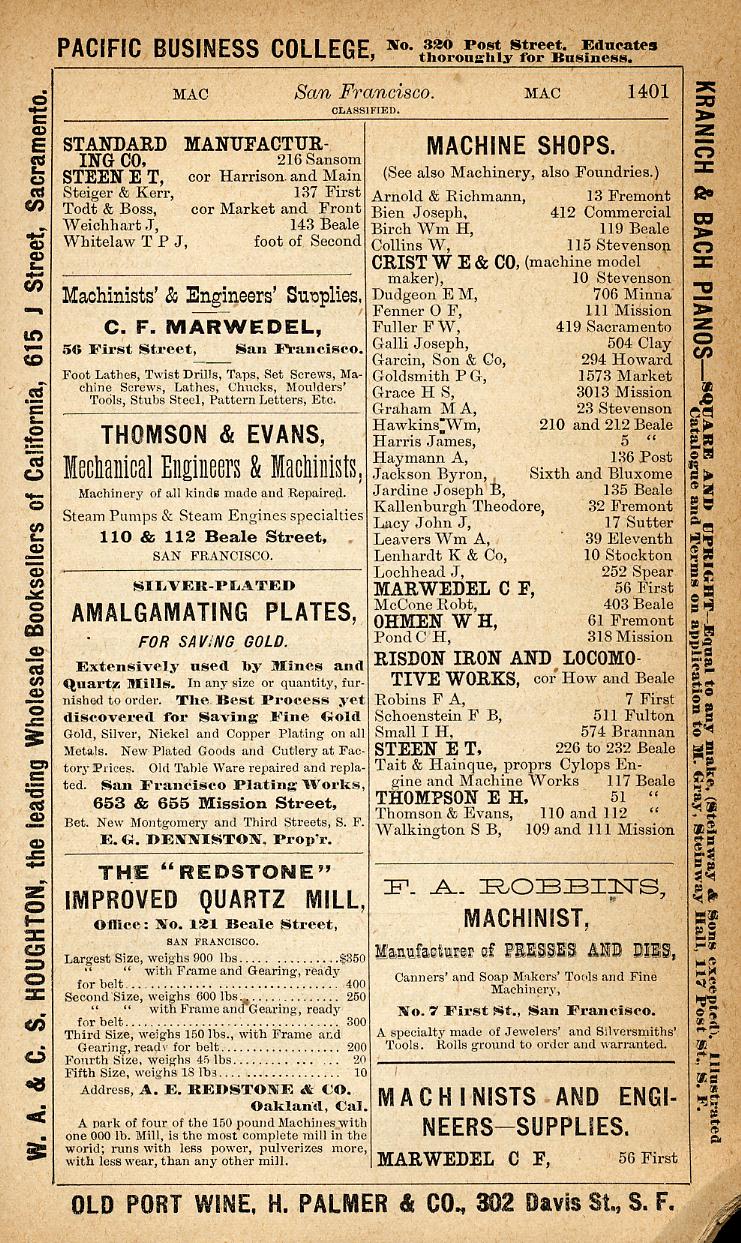 PACIFIC BUSINESS COLLEGE, No. 320 Post Street. Educates
thoroughly for Business.
MAC San Francisco. MAC 1401
CLASSIFIED.
STANDARD MANUFACTUR-
ING CO, 216 Sansom
STEEN E T, cor Harrison and Main
Steiger & Kerr, 137 First
Todt & Boss, cor Market and Front
Weichhart J, 143 Beale
Whitelaw T P J, foot of Second
Machinists' & Engineers' Supplies.
C. F. MARWEDEL,
56 First Street, San Francisco.
Foot Lathes, Twist Drills, Taps, Set Screws, Ma-
chine Screws, Lathes, Chucks, Moulders'
Tools, Stubs Steel, Pattern Letters, Etc.
THOMSON & EVANS,
Mechanical Engineers & Machinists,
Machinery of all kinds made and Repaired.
Steam Pumps & Steam Engines specialties
110 & 112 Beale Street,
SAN FRANCISCO.
SILVER-PLATED
AMALGAMATING PLATES,
FOR SAVING GOLD.
Extensively used by Mines and
Quartz Mills. In any size or quantity, fur-
nished to order. The Best Process yet
discovered for Saving Fine Gold
Gold, Silver, Nickel and Copper Plating on all
Metals. New Plated Goods and Cutlery at Fac-
tory Prices. Old Table Ware repaired and repla-
ted. San Francisco Plating Works,
653 & 655 Mission Street,
Bet. New Montgomery and Third Streets, S. F.
E. G. DENNISTON, Prop'r.
THE "REDSTONE"
IMPROVED QUARTZ MILL,
Office: No. 121 Beale Street,
SAN FRANCISCO.
Largest Size, weighs 900 lbs..............$350
" " with Frame and Gearing, ready
for belt.............................. 400
Second Size, weighs 600 lbs............... 250
" " with Frame and Gearing, ready
for belt.............................. 300
Third Size, weighs 150 lbs., with Frame and
Gearing, ready for belt.................. 200
Fourth Size, weighs 45 lbs................ 20
Fifth Size, weighs 18 lbs................. 10
Address, A. E. REDSTONE & CO.
Oakland, Cal.
A park of four of the 150 pound Machines with
one 000 lb. Mill, is the most complete mill in the
world; runs with less power, pulverizes more,
with less wear, than any other mill.
MACHINE SHOPS.
(See also Machinery, also Foundries.)
Arnold & Richmann, 13 Fremont
Bien Joseph, 412 Commercial
Birch Wm H, 119 Beale
Collins W, 115 Stevenson
CRIST W E & CO, (machine model
maker), 10 Stevenson
Dudgeon E M, 706 Minna
Fenner O F, 111 Mission
Fuller F W, 419 Sacramento
Galli Joseph, 504 Clay
Garcin, Son & Co, 294 Howard
Goldsmith P G, 1573 Market
Grace H S, 3013 Mission
Graham M A, 23 Stevenson
Hawkins Wm, 210 and 212 Beale
Harris James, 5 "
Haymann A, 136 Post
Jackson Byron, Sixth and Bluxome
Jardine Joseph B, 135 Beale
Kallenburg Theodore, 32 Fremont
Lacy John J, 17 Sutter
Leavers Wm A, 39 Eleventh
Lenhardt K & Co, 10 Stockton
Lochhead J, 252 Spear
MARWEDEL C F, 56 First
McCone Robt, 403 Beale
OHMEN W H, 61 Fremont
Pond C H, 318 Mission
RISDON IRON AND LOCOMO-
TIVE WORKS, cor How and Beale
Robins F A, 7 First
Schoenstein F B, 511 Fulton
Small I H, 574 Brannan
STEEN E T, 226 to 232 Beale
Tait & Hainque, proprs Cylops En-
gine and Machine Works 117 Beale
THOMPSON E H, 51 "
Thomson & Evans, 110 and 112 "
Walkington S B, 109 and 111 Mission
F. A. ROBBINS,
MACHINIST,
Manufacturer of PRESSES AND DIES,
Canners' and Soap Makers' Tools and Fine
Machinery,
No. 7 First St., San Francisco.
A specialty made of Jewelers' and Silversmiths'
Tools. Rolls ground to order and warranted.
MACHINISTS AND ENGI-
NEERS—SUPPLIES.
MARWEDEL C F, 56 First
W. A. & C. S. HOUGHTON, the leading Wholesale Booksellers of California, 615 J Street, Sacramento.
KRANICH & BACH PIANOS—SQUARE AND UPRIGHT—Equal to any make, (Steinway & Sons excepted). Illustrated
Catalogue and Terms on application to M. Gray, Steinway Hall, 117 Post St., S. F.
OLD PORT WINE, H. PALMER & CO., 302 Davis St., S. F.